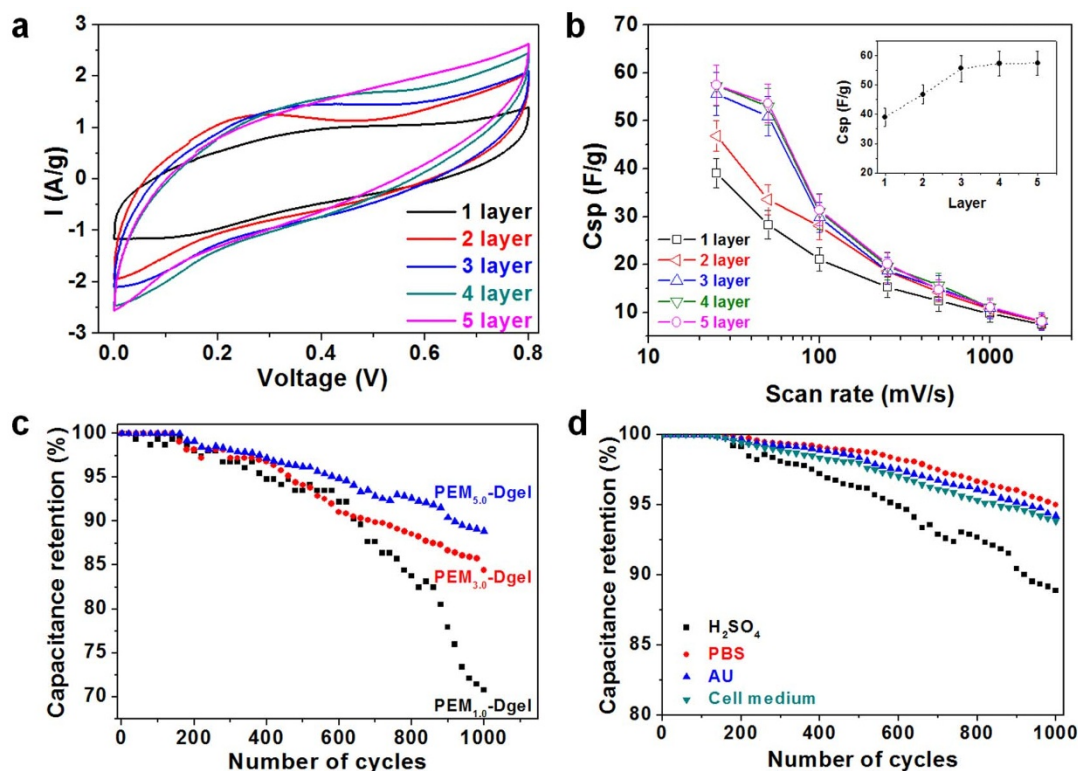 a
3
2
1
0
-1
-2
-3
I (A/g)
0.0 0.2 0.4 0.6 0.8
Voltage (V)
1 layer
2 layer
3 layer
4 layer
5 layer
b
70
60
50
40
30
20
10
Csp (F/g)
10 100 1000
Scan rate (mV/s)
1 layer
2 layer
3 layer
4 layer
5 layer
80
70
60
50
40
30
20
Csp (F/g)
1 2 3 4 5
Layer
c
100
95
90
85
80
75
70
Capacitance retention (%)
0 200 400 600 800 1000
Number of cycles
PEM5.0-Dgel
PEM3.0-Dgel
PEM1.0-Dgel
d
100
95
90
85
80
Capacitance retention (%)
0 200 400 600 800 1000
Number of cycles
H2SO4
PBS
AU
Cell medium